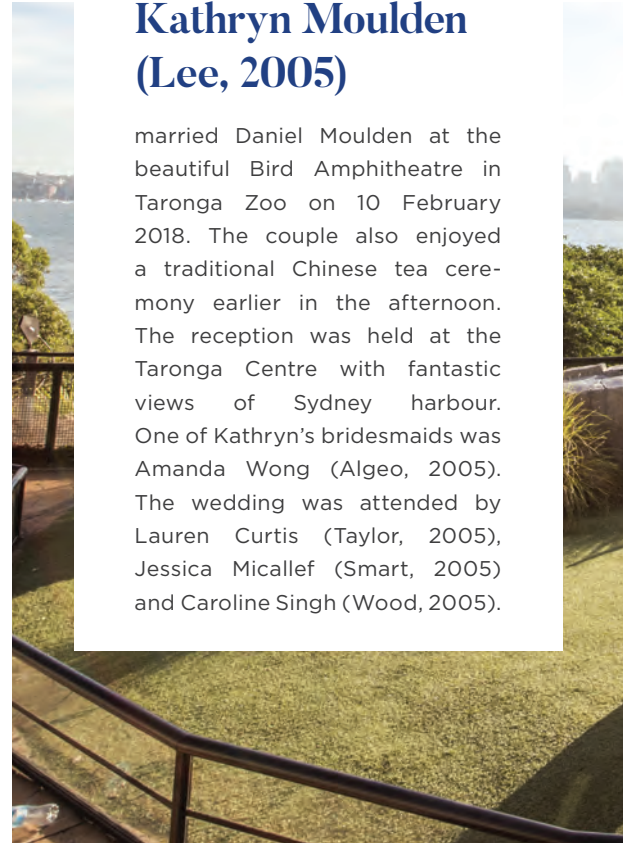 Kathryn Moulden
(Lee, 2005)
married Daniel Moulden at the
beautiful Bird Amphitheatre in
Taronga Zoo on 10 February
2018. The couple also enjoyed
a traditional Chinese tea cere-
mony earlier in the afternoon.
The reception was held at the
Taronga Centre with fantastic
views of Sydney harbour.
One of Kathryn’s bridesmaids was
Amanda Wong (Algeo, 2005).
The wedding was attended by
Lauren Curtis (Taylor, 2005),
Jessica Micallef (Smart, 2005)
and Caroline Singh (Wood, 2005).